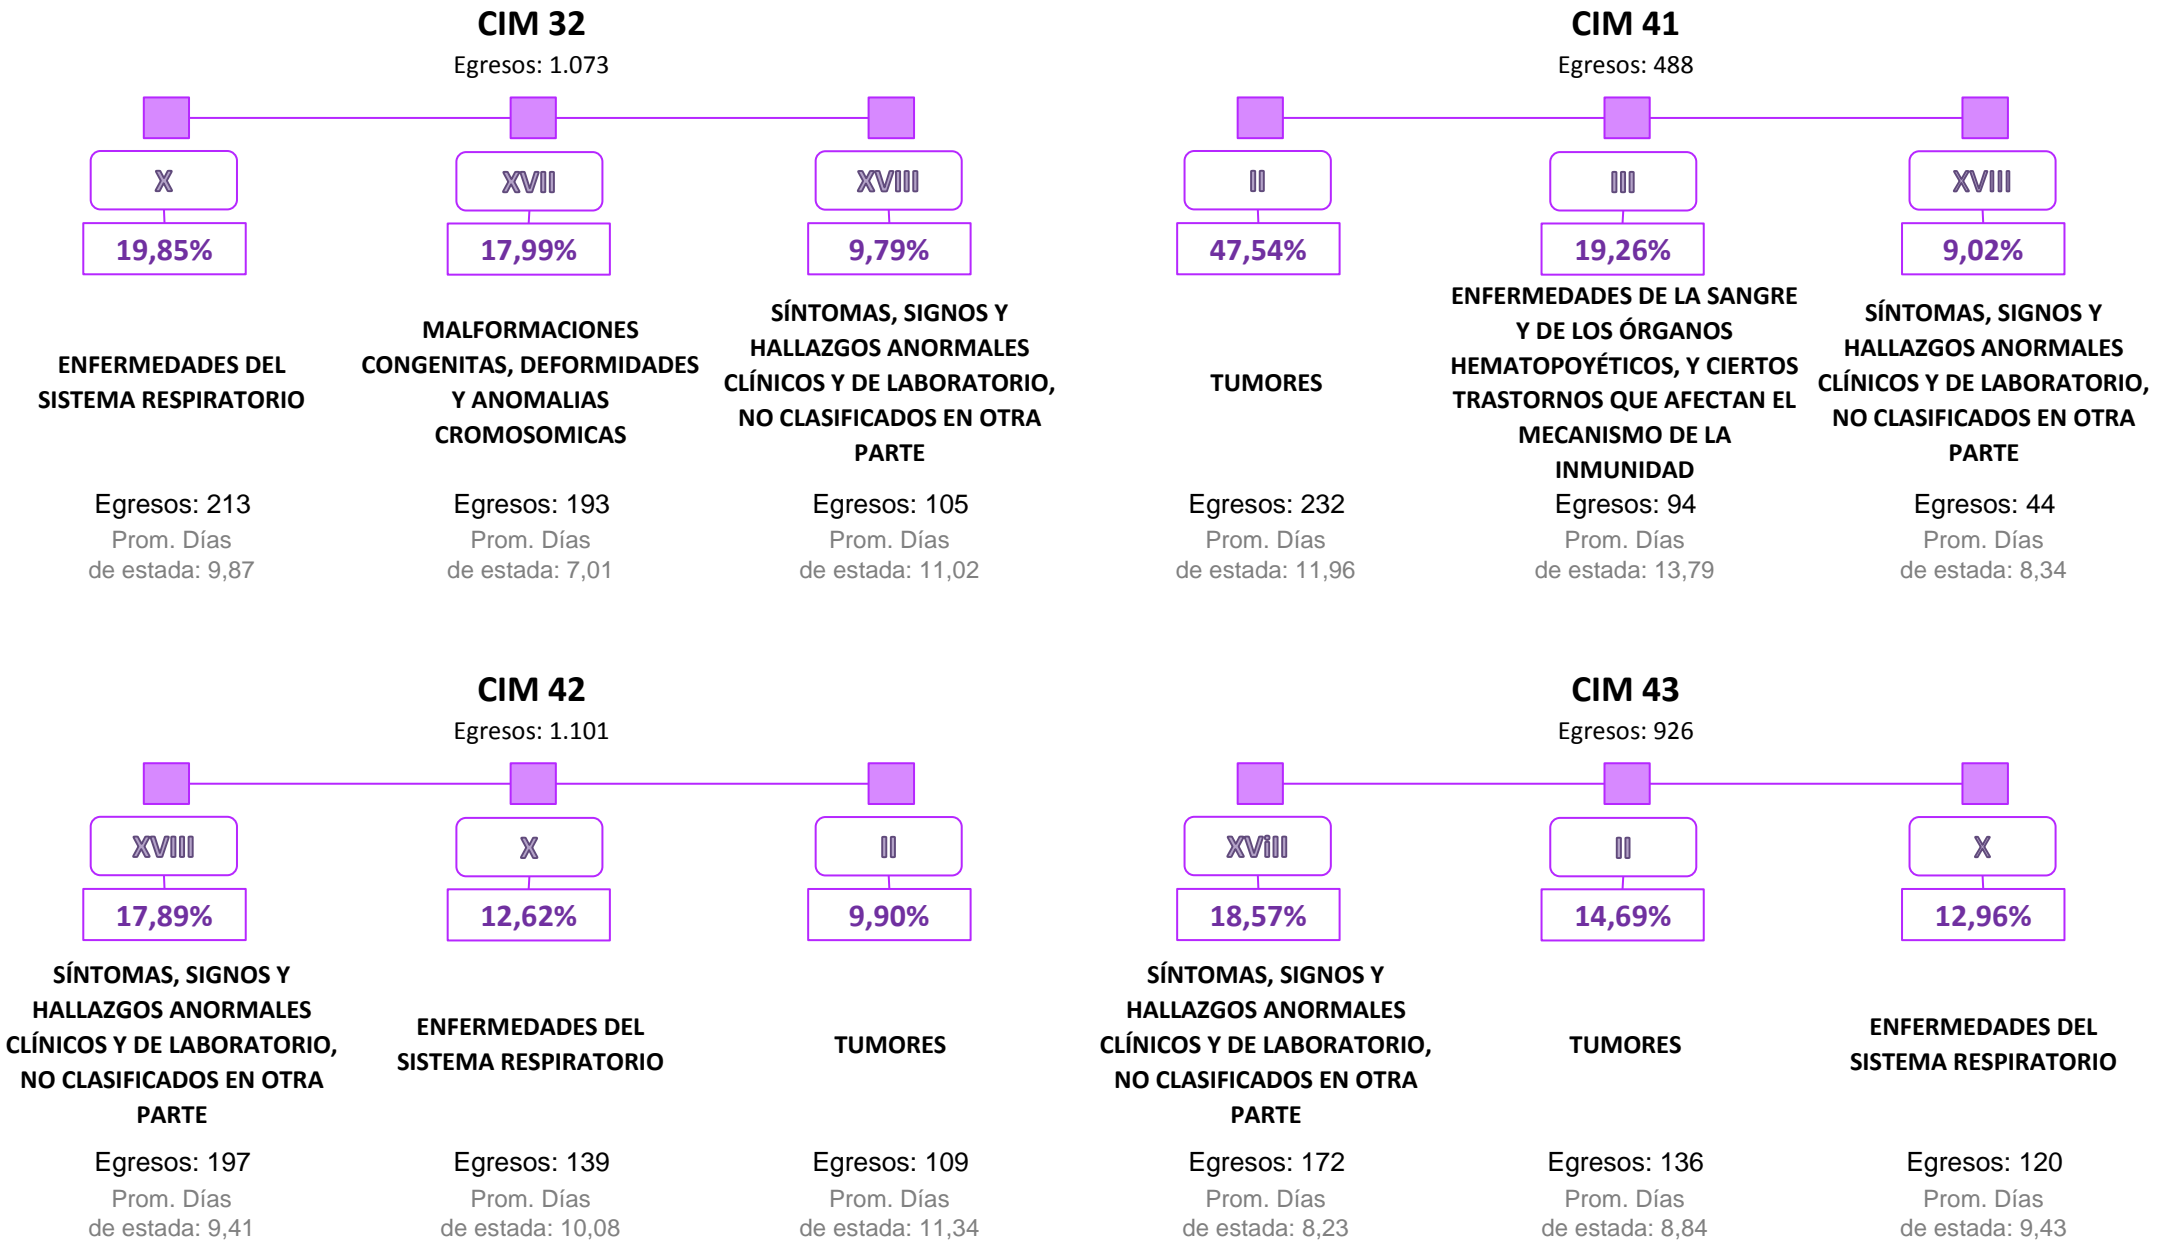 CIM 32
Egresos: 1.073
X
XVII
XVIII
19,85%
17,99%
9,79%
ENFERMEDADES DEL
SISTEMA RESPIRATORIO
MALFORMACIONES
CONGENITAS, DEFORMIDADES
Y ANOMALIAS
CROMOSOMICAS
SÍNTOMAS, SIGNOS Y
HALLAZGOS ANORMALES
CLÍNICOS Y DE LABORATORIO,
NO CLASIFICADOS EN OTRA
PARTE
Egresos: 213
Prom. Días
de estada: 9,87
Egresos: 193
Prom. Días
de estada: 7,01
Egresos: 105
Prom. Días
de estada: 11,02
CIM 41
Egresos: 488
II
III
XVIII
47,54%
19,26%
9,02%
TUMORES
ENFERMEDADES DE LA SANGRE
Y DE LOS ÓRGANOS
HEMATOPOYÉTICOS, Y CIERTOS
TRASTORNOS QUE AFECTAN EL
MECANISMO DE LA
INMUNIDAD
SÍNTOMAS, SIGNOS Y
HALLAZGOS ANORMALES
CLÍNICOS Y DE LABORATORIO,
NO CLASIFICADOS EN OTRA
PARTE
Egresos: 232
Prom. Días
de estada: 11,96
Egresos: 94
Prom. Días
de estada: 13,79
Egresos: 44
Prom. Días
de estada: 8,34
CIM 42
Egresos: 1.101
XVIII
X
II
17,89%
12,62%
9,90%
SÍNTOMAS, SIGNOS Y
HALLAZGOS ANORMALES
CLÍNICOS Y DE LABORATORIO,
NO CLASIFICADOS EN OTRA
PARTE
ENFERMEDADES DEL
SISTEMA RESPIRATORIO
TUMORES
Egresos: 197
Prom. Días
de estada: 9,41
Egresos: 139
Prom. Días
de estada: 10,08
Egresos: 109
Prom. Días
de estada: 11,34
CIM 43
Egresos: 926
XViII
II
X
18,57%
14,69%
12,96%
SÍNTOMAS, SIGNOS Y
HALLAZGOS ANORMALES
CLÍNICOS Y DE LABORATORIO,
NO CLASIFICADOS EN OTRA
PARTE
TUMORES
ENFERMEDADES DEL
SISTEMA RESPIRATORIO
Egresos: 172
Prom. Días
de estada: 8,23
Egresos: 136
Prom. Días
de estada: 8,84
Egresos: 120
Prom. Días
de estada: 9,43